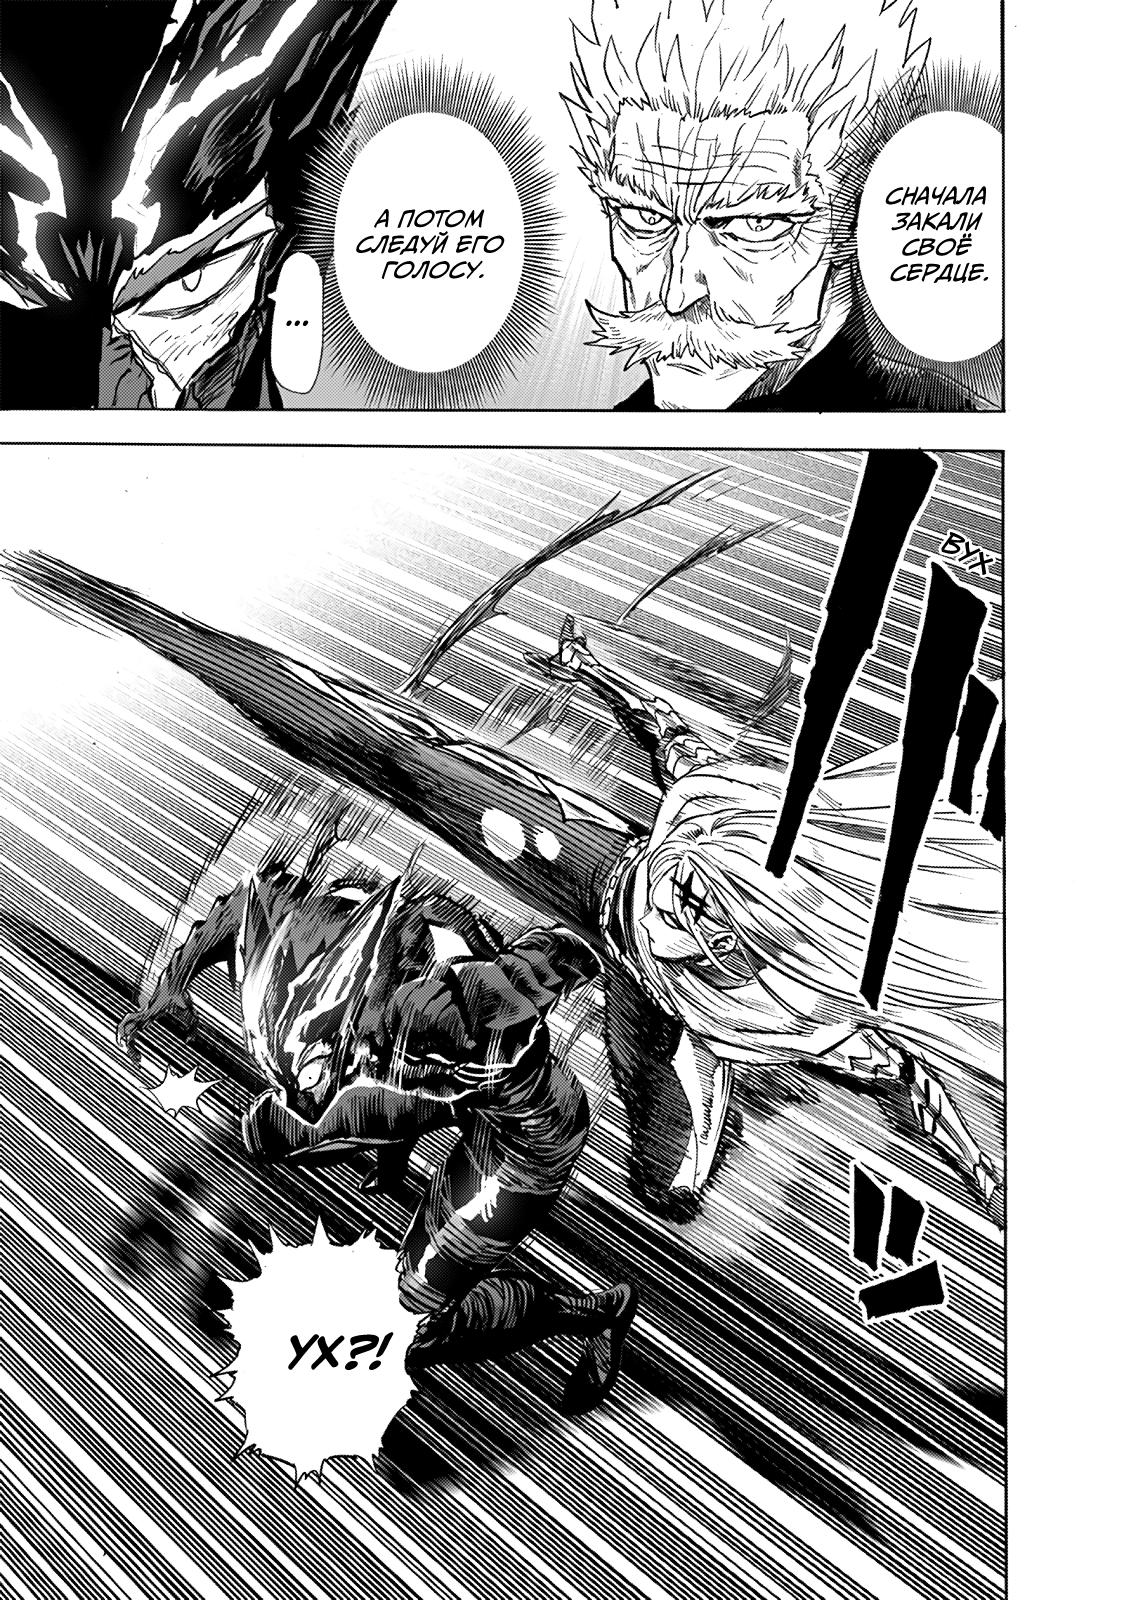 СНАЧАЛА
ЗАКАЛИ
СВОЁ
СЕРДЦЕ.
А ПОТОМ
СЛЕДУЙ ЕГО
ГОЛОСУ.
...
ВУХ
УХ?!